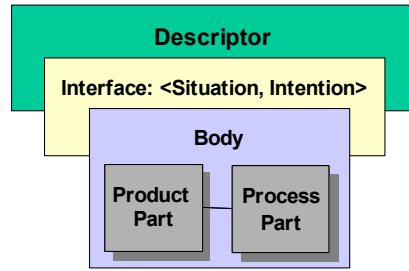 Descriptor
Interface: <Situation, Intention>
Body
Product
Part
Process
Part